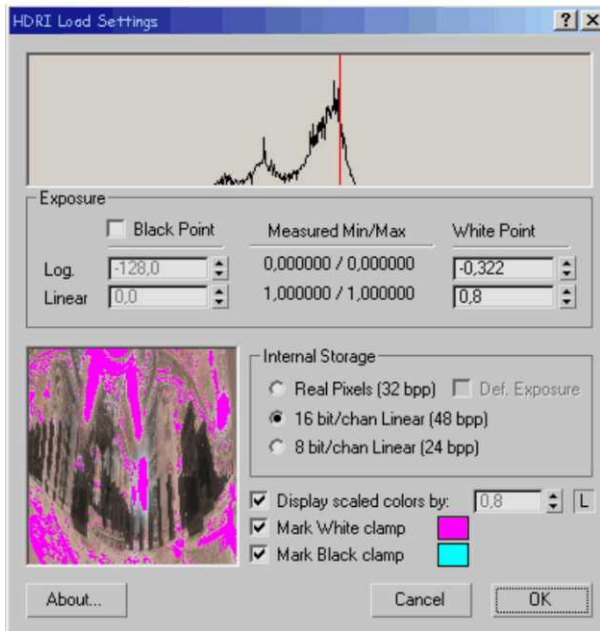 HDRI Load Settings
Exposure
Black Point Measured Min/Max White Point
Log. -128,0 0,000000 / 0,000000 -0,322
Linear 0,0 1,000000 / 1,000000 0,8
Internal Storage
Real Pixels (32 bpp) Def. Exposure
16 bit/chan Linear (48 bpp)
8 bit/chan Linear (24 bpp)
Display scaled colors by: 0,8 L
Mark White clamp
Mark Black clamp
About... Cancel OK